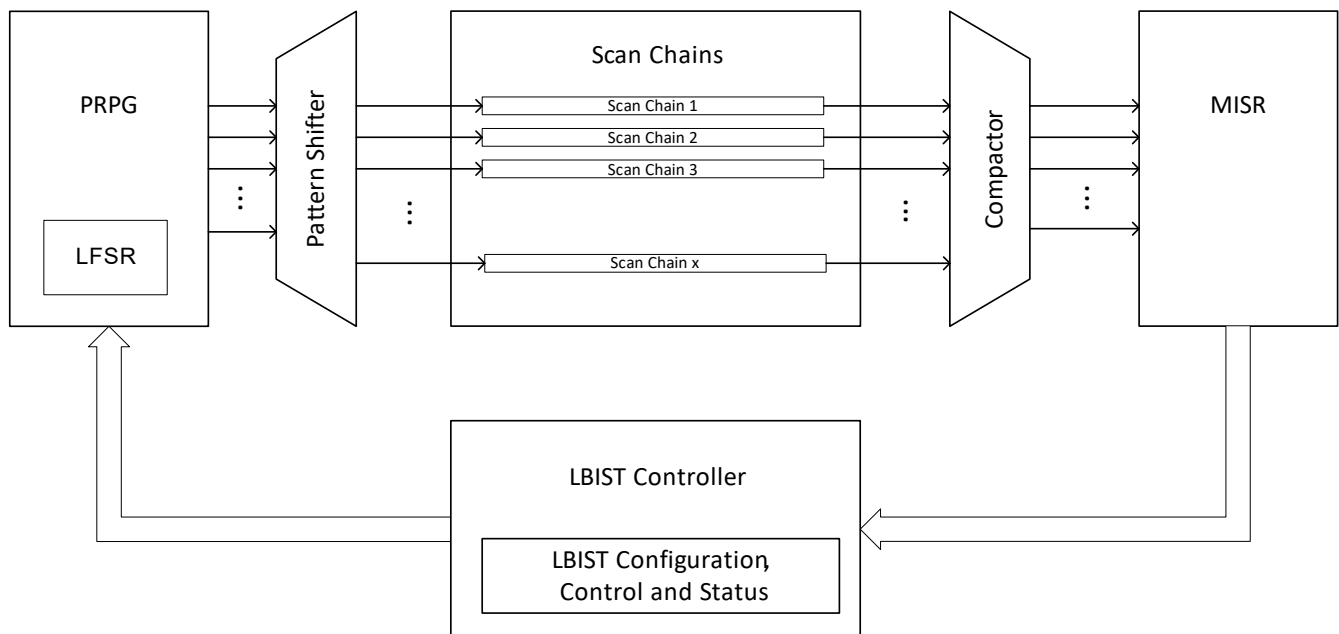 PRPG
LFSR
Pattern Shifter
Scan Chains
Scan Chain 1
Scan Chain 2
Scan Chain 3
Scan Chain x
Compactor
MISR
...
...
...
...
LBIST Controller
LBIST Configuration,
Control and Status